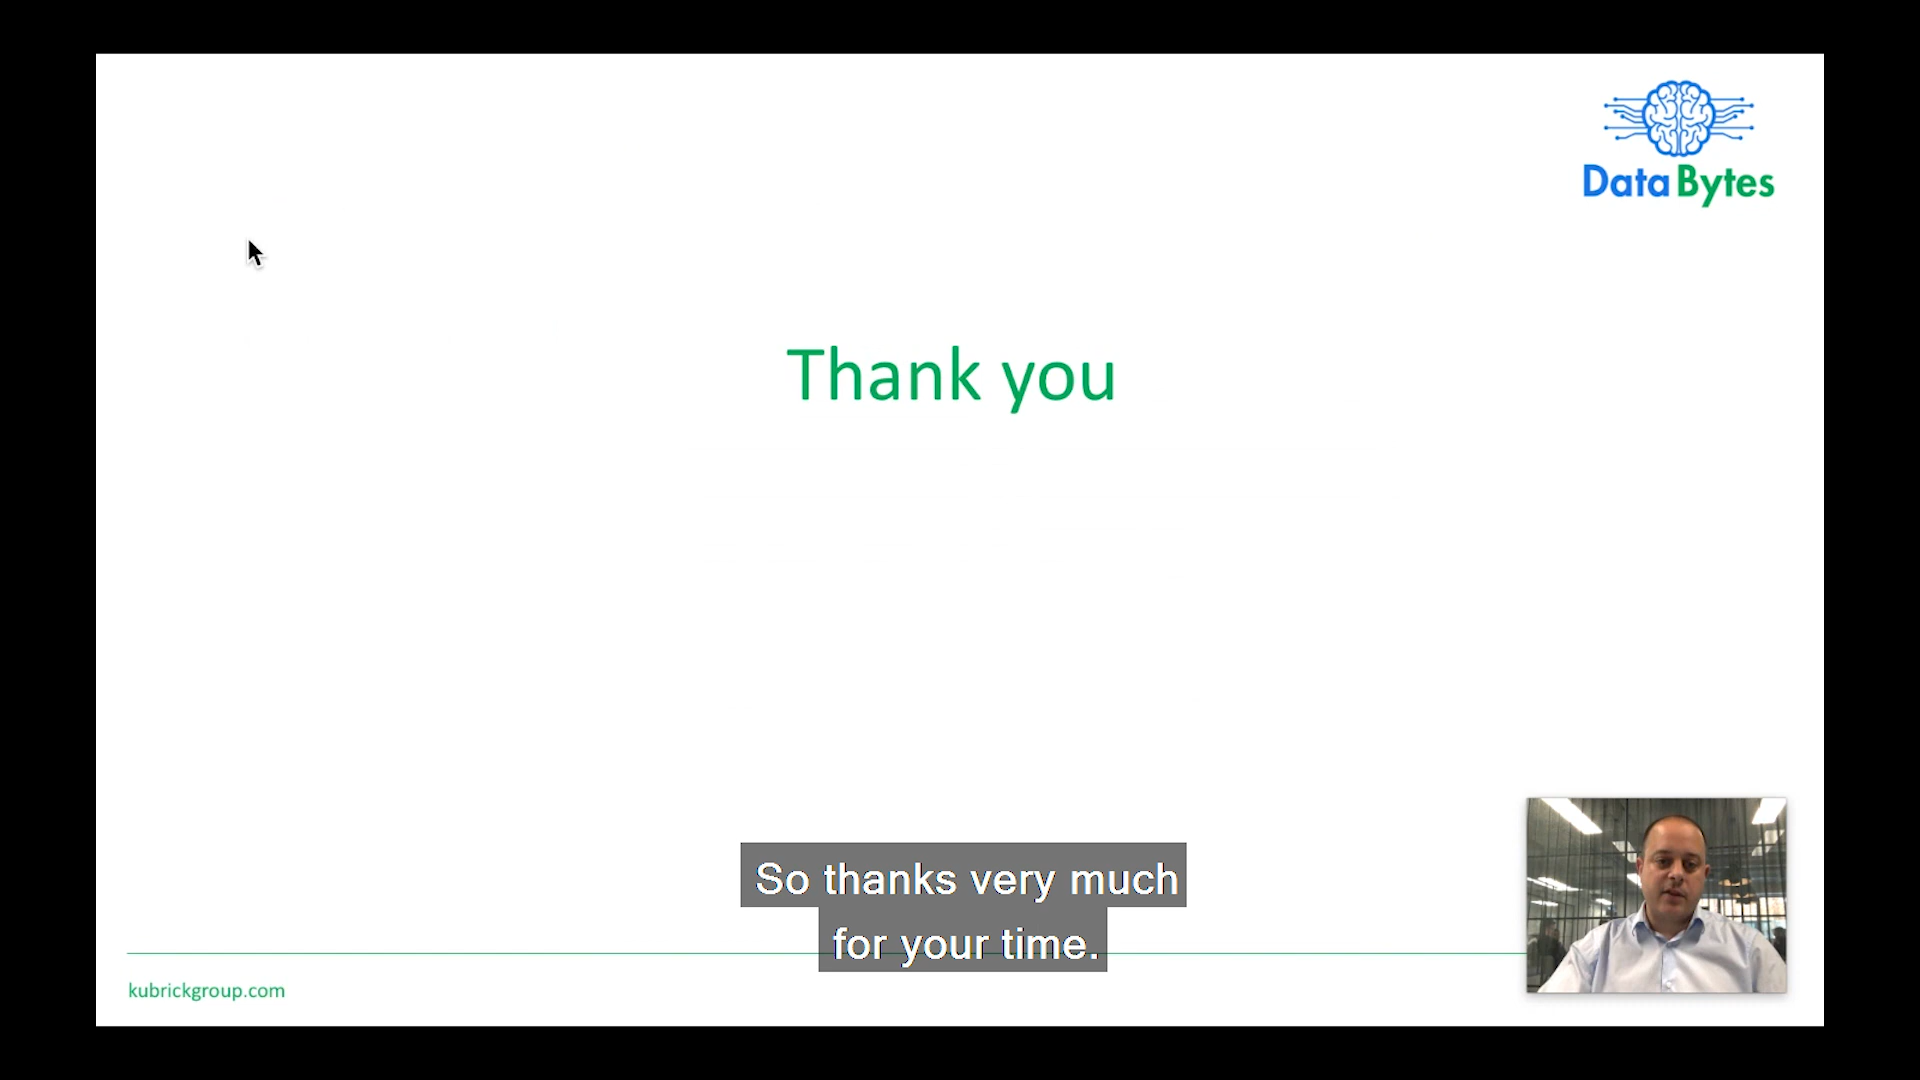 Data Bytes
Thank you
So thanks very much
for your time.
kubrickgroup.com